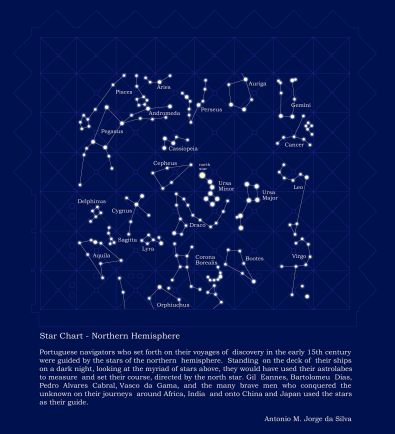 Pisces
Aries
Auriga
Andromeda
Perseus
Gemini
Pegasus
Cassiopeia
Cancer
Cepheus
north
star
Ursa
Minor
Ursa
Major
Leo
Delphinus
Cygnus
Draco
Sagitta
Lyra
Aquila
Corona
Borealis
Bootes
Virgo
Orphiuchus
Star Chart - Northern Hemisphere
Portuguese navigators who set forth on their voyages of discovery in the early 15th century
were guided by the stars of the northern hemisphere. Standing on the deck of their ships
on a dark night, looking at the myriad of stars above, they would have used their astrolabes
to measure and set their course, directed by the north star. Gil Eannes, Bartolomeu Dias,
Pedro Alvares Cabral, Vasco da Gama, and the many brave men who conquered the
unknown on their journeys around Africa, India and onto China and Japan used the stars
as their guide.
Antonio M. Jorge da Silva